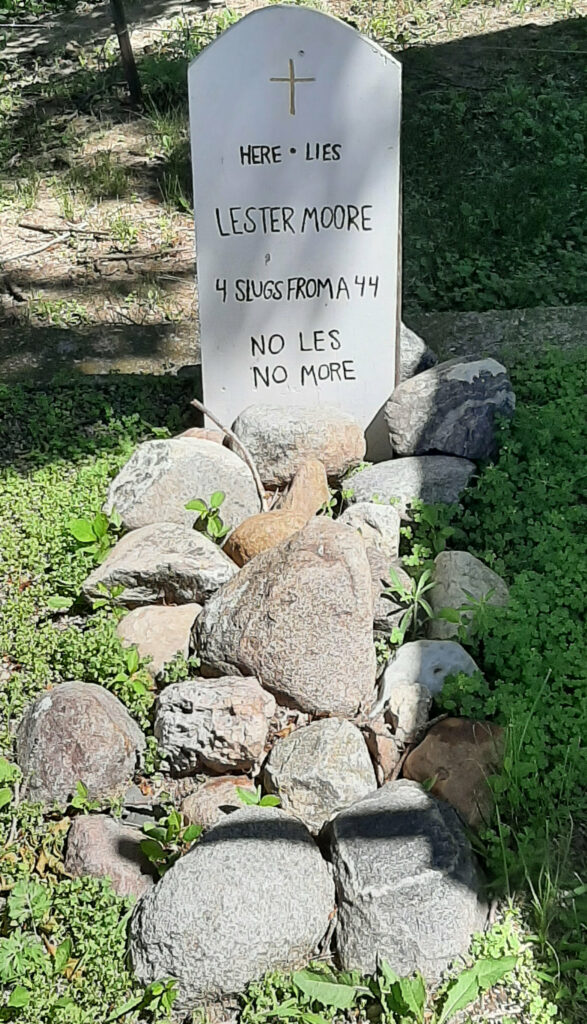 HERE • LIES
LESTER MOORE
4 SLUGS FROM A 44
NO LES
NO MORE